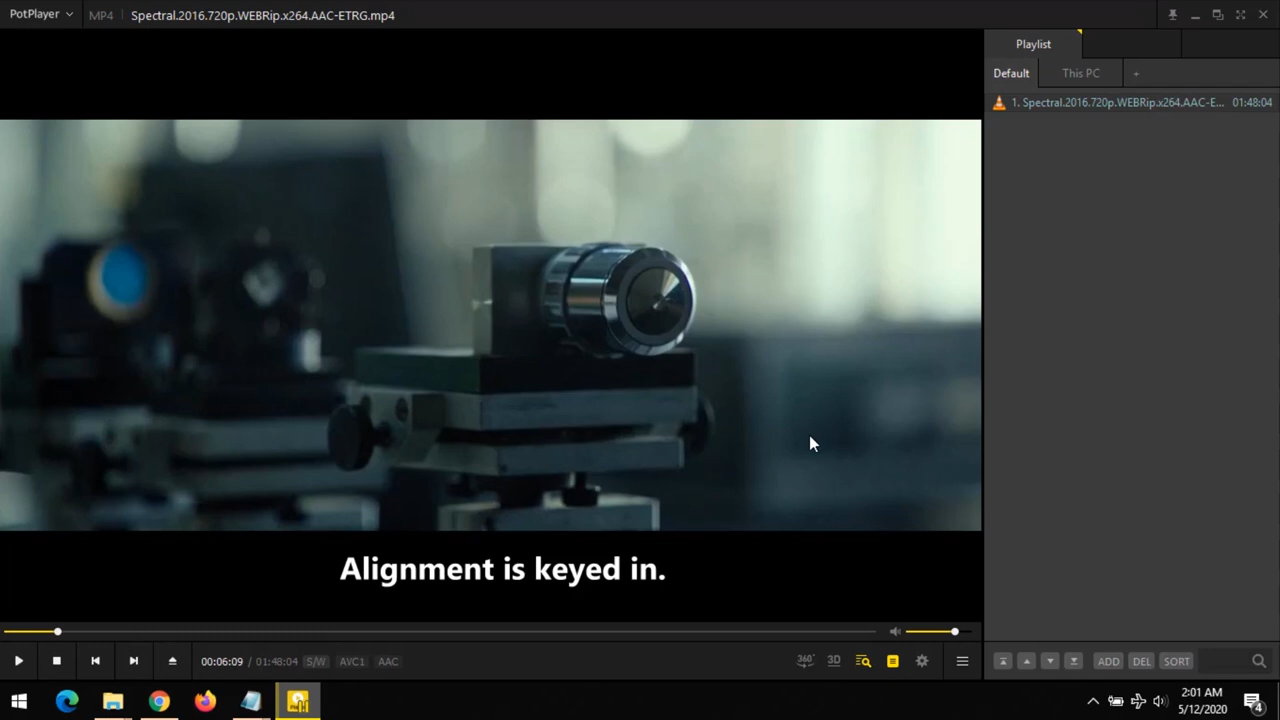 PotPlayer
MP4
Spectral.2016.720p.WEBRip.x264.AAC-ETRG.mp4
Playlist
Default
This PC
+
1. Spectral.2016.720p.WEBRip.x264.AAC-E...
01:48:04
Alignment is keyed in.
00:06:09 / 01:48:04
S/W
AVC1
AAC
360°
3D
ADD
DEL
SORT
2:01 AM
5/12/2020
4